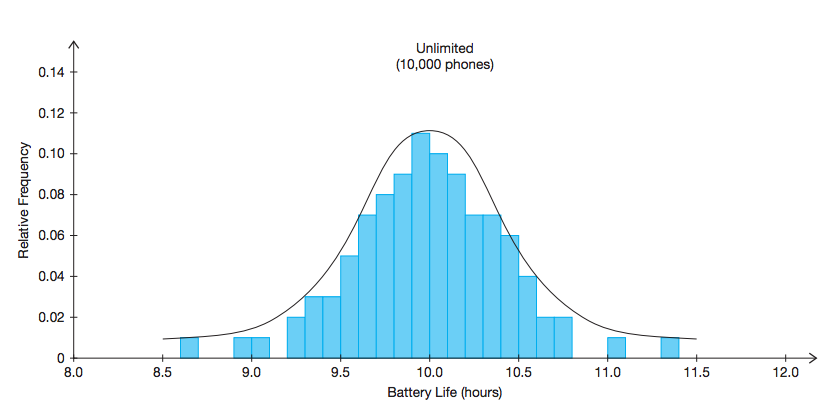 Unlimited
(10,000 phones)
Relative Frequency
0.14
0.12
0.10
0.08
0.06
0.04
0.02
0
8.0 8.5 9.0 9.5 10.0 10.5 11.0 11.5 12.0
Battery Life (hours)